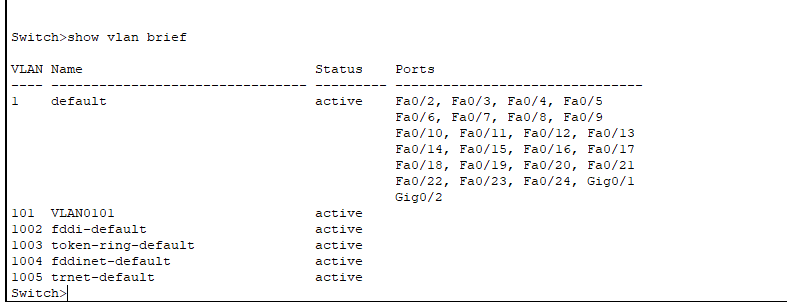 Switch>show vlan brief
VLAN Name Status Ports
---- -------------------------------- --------- -------------------------------
1 default active Fa0/2, Fa0/3, Fa0/4, Fa0/5
Fa0/6, Fa0/7, Fa0/8, Fa0/9
Fa0/10, Fa0/11, Fa0/12, Fa0/13
Fa0/14, Fa0/15, Fa0/16, Fa0/17
Fa0/18, Fa0/19, Fa0/20, Fa0/21
Fa0/22, Fa0/23, Fa0/24, Gig0/1
Gig0/2
101 VLAN0101 active
1002 fddi-default active
1003 token-ring-default active
1004 fddinet-default active
1005 trnet-default active
Switch>